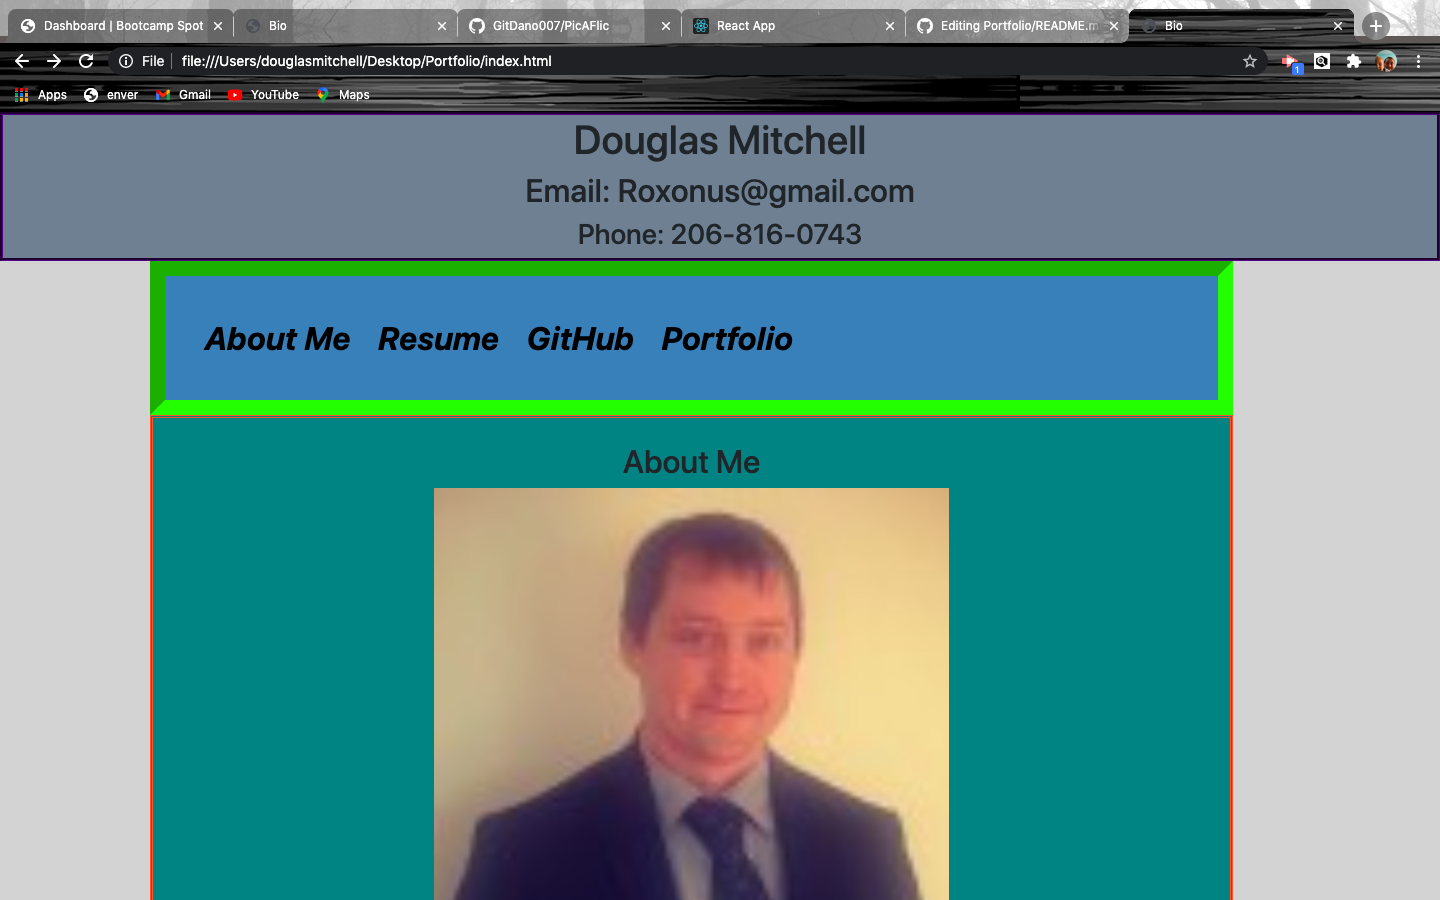 Dashboard | Bootcamp Spot
Bio
GitDano007/PicAFlic
React App
Editing Portfolio/README.m
Bio
File
file:///Users/douglasmitchell/Desktop/Portfolio/index.html
1
Apps
enver
Gmail
YouTube
Maps
Douglas Mitchell
Email: Roxonus@gmail.com
Phone: 206-816-0743
About Me Resume GitHub Portfolio
About Me